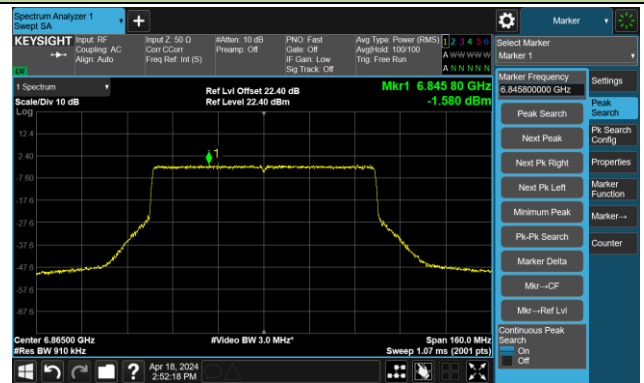 Spectrum Analyzer 1
Swept SA
Marker
KEYSIGHT
Input: RF
Coupling: AC
Align: Auto
Input Z: 50 Ω
Corr CCorr
Freq Ref: Int (S)
#Atten: 10 dB
Preamp: Off
PNO: Fast
Gate: Off
IF Gain: Low
Sig Track: Off
Avg Type: Power (RMS)
Avg|Hold: 100/100
Trig: Free Run
1 2 3 4 5 6
A W W W W W
A N N N N N
LXI
Select Marker
Marker 1
1 Spectrum
Scale/Div 10 dB
Log
Ref Lvl Offset 22.40 dB
Ref Level 22.40 dBm
Mkr1 6.845 80 GHz
-1.580 dBm
12.4
2.40
-7.60
-17.6
-27.6
-37.6
-47.6
-57.6
-67.6
1
Center 6.86500 GHz
#Res BW 910 kHz
#Video BW 3.0 MHz*
Span 160.0 MHz
Sweep 1.07 ms (2001 pts)
Marker Frequency
6.845800000 GHz
Peak Search
Next Peak
Next Pk Right
Next Pk Left
Minimum Peak
Pk-Pk Search
Marker Delta
Mkr→CF
Mkr→Ref Lvl
Continuous Peak
Search
On
Off
Settings
Peak
Search
Pk Search
Config
Properties
Marker
Function
Marker→
Counter
?
Apr 18, 2024
2:52:18 PM